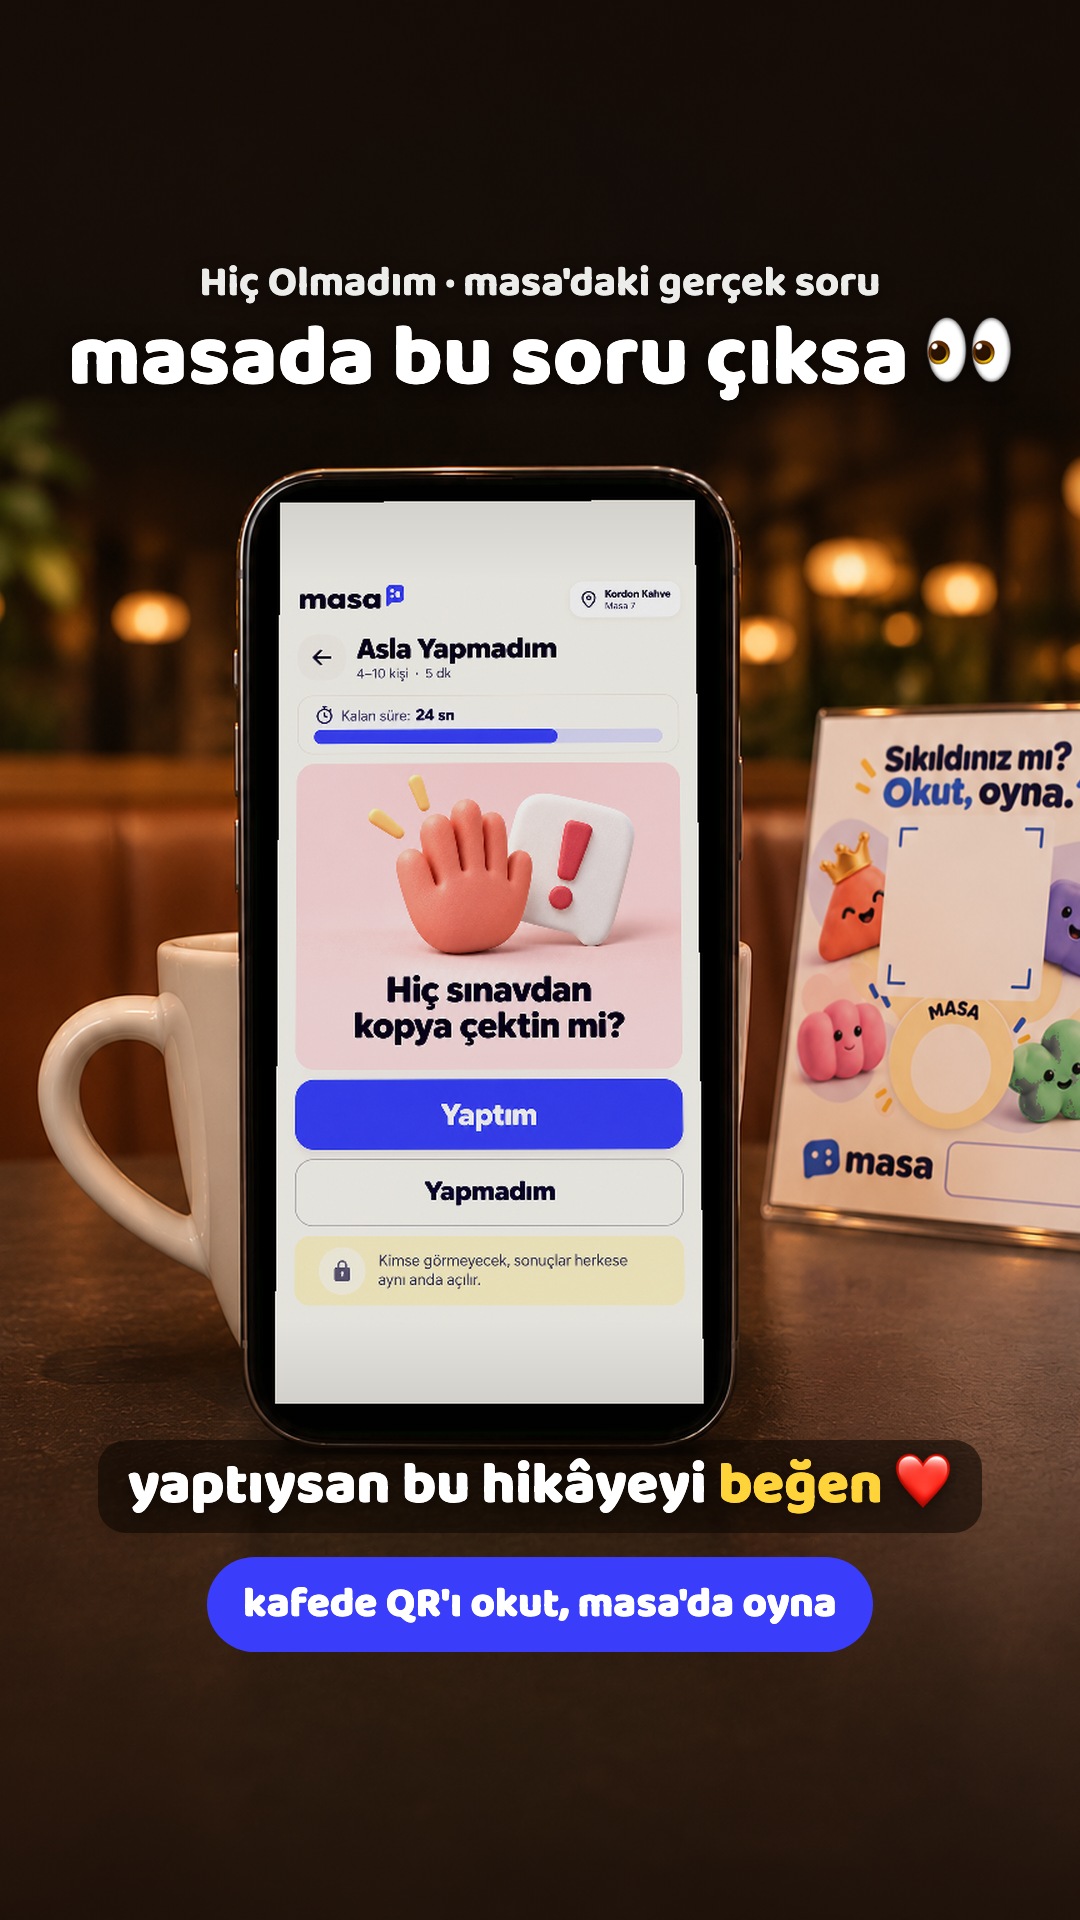 Hiç Olmadım · masa'daki gerçek soru
masada bu soru çıksa 👀
masa
Kordon Kahve
Masa 7
Asla Yapmadım
4–10 kişi · 5 dk
Kalan süre: 24 sn
Hiç sınavdan
kopya çektin mi?
Yaptım
Yapmadım
Kimse görmeyecek, sonuçlar herkese
aynı anda açılır.
Sıkıldınız mı?
Okut, oyna.
MASA
masa
yaptıysan bu hikâyeyi beğen ❤️
kafede QR'ı okut, masa'da oyna